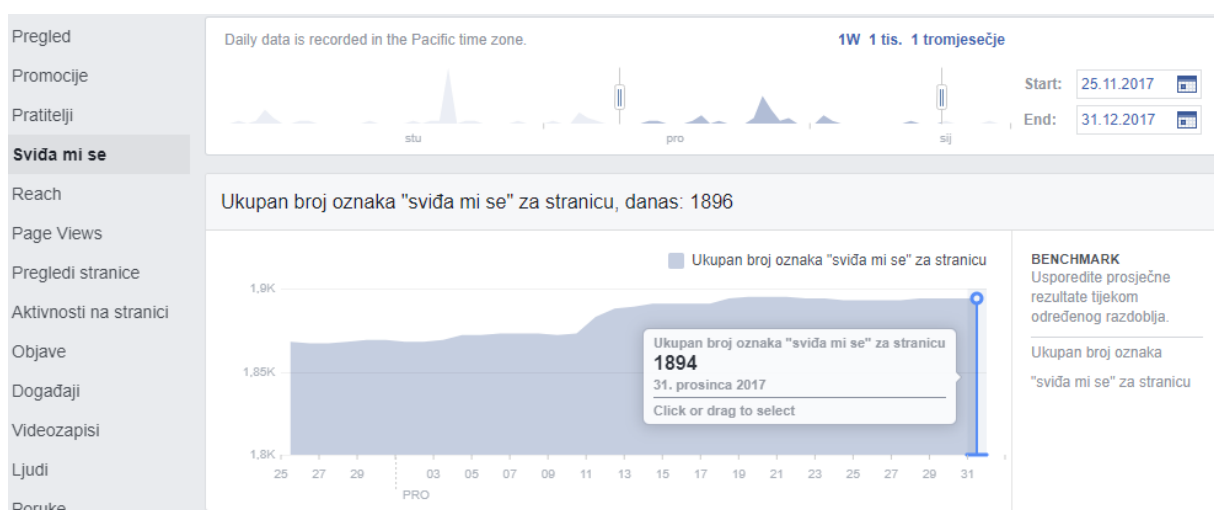 Pregled
Promocije
Pratitelji
Sviđa mi se
Reach
Page Views
Pregledi stranice
Aktivnosti na stranici
Objave
Događaji
Videozapisi
Ljudi
Poruke
Daily data is recorded in the Pacific time zone.
1W 1 tis. 1 tromjesečje
Start: 25.11.2017
End: 31.12.2017
stu pro sij
Ukupan broj oznaka "sviđa mi se" za stranicu, danas: 1896
Ukupan broj oznaka "sviđa mi se" za stranicu
1,9K
1,85K
1,8K
Ukupan broj oznaka "sviđa mi se" za stranicu
1894
31. prosinca 2017
Click or drag to select
25 27 29 03 05 07 09 11 13 15 17 19 21 23 25 27 29 31
PRO
BENCHMARK
Usporedite prosječne
rezultate tijekom
određenog razdoblja.
Ukupan broj oznaka
"sviđa mi se" za stranicu